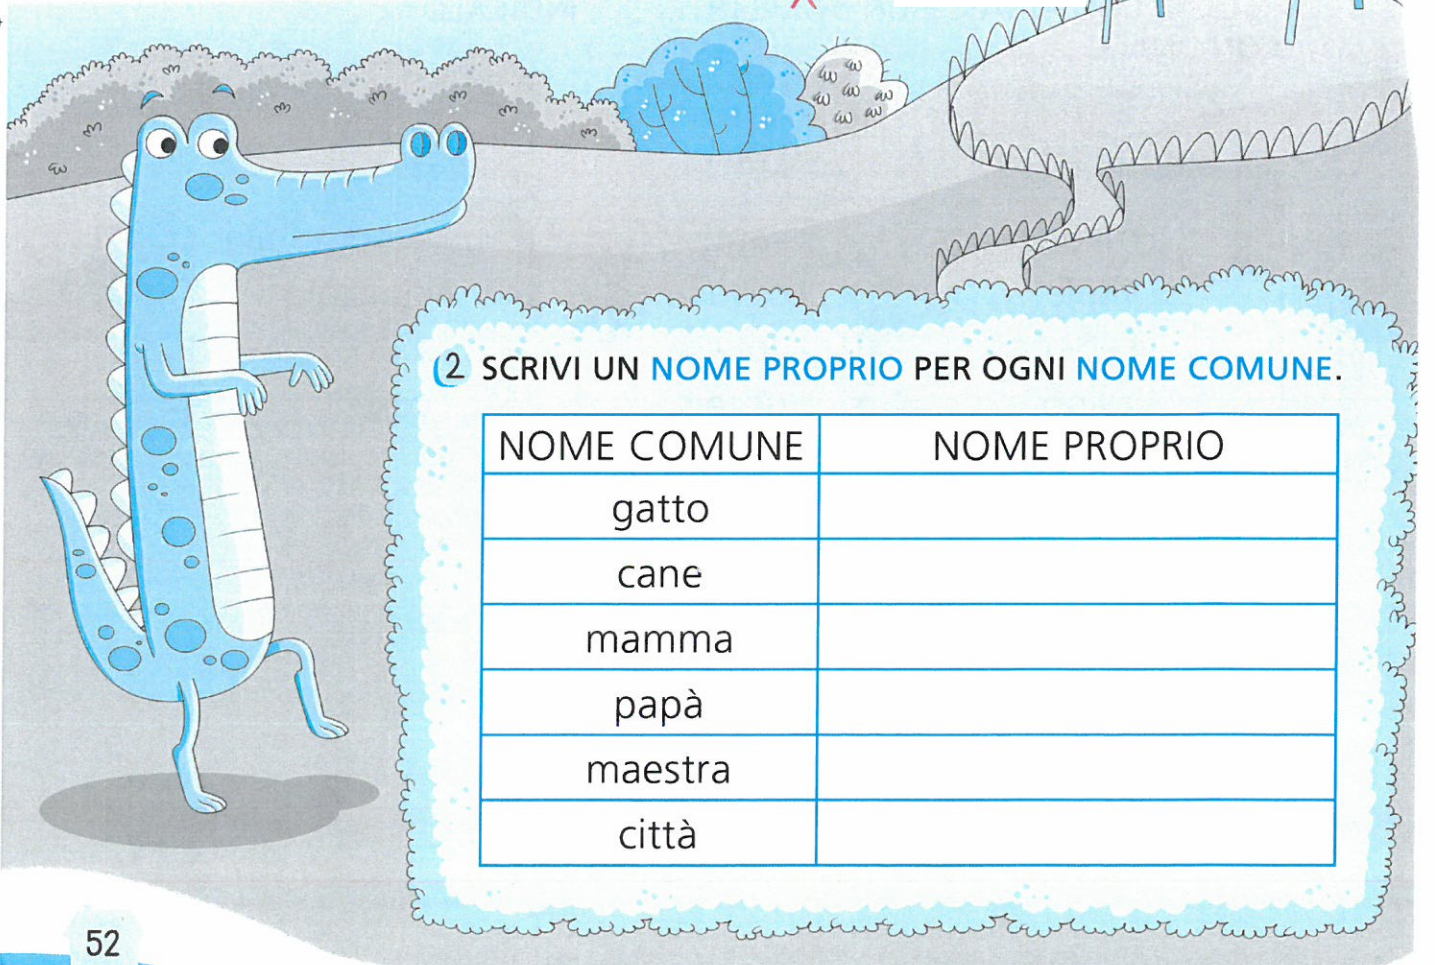 2 SCRIVI UN NOME PROPRIO PER OGNI NOME COMUNE.
NOME COMUNE NOME PROPRIO
gatto
cane
mamma
papà
maestra
città
52